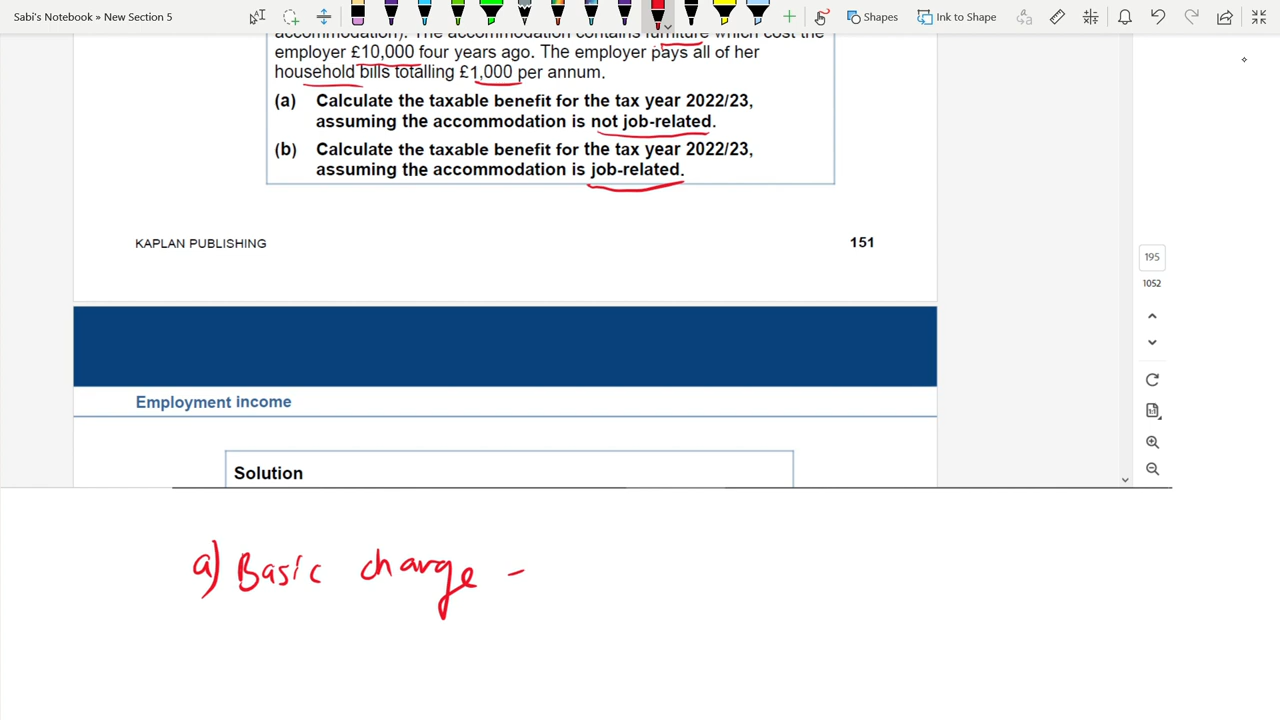 Sabi's Notebook » New Section 5
Shapes
Ink to Shape
accommodation). The accommodation contains furniture which cost the
employer £10,000 four years ago. The employer pays all of her
household bills totalling £1,000 per annum.
(a) Calculate the taxable benefit for the tax year 2022/23,
assuming the accommodation is not job-related.
(b) Calculate the taxable benefit for the tax year 2022/23,
assuming the accommodation is job-related.
KAPLAN PUBLISHING 151
195
1052
Employment income
Solution
a) Basic charge -